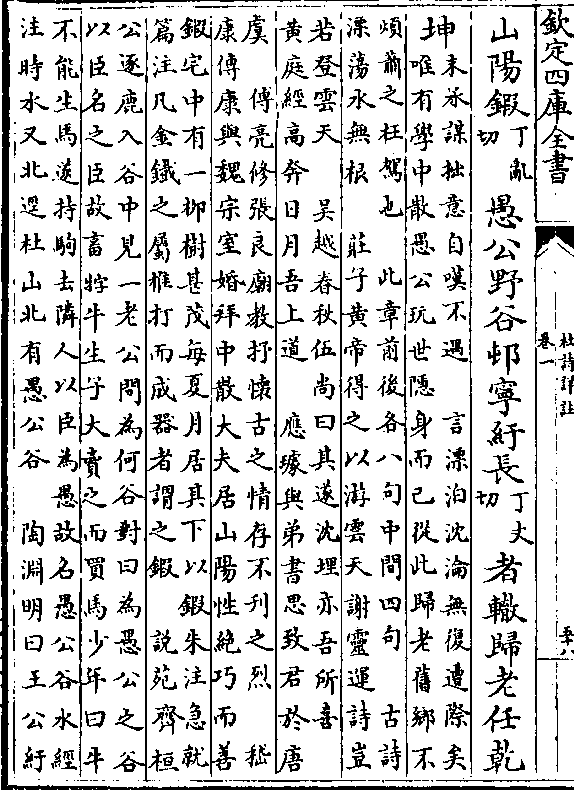 欽定四庫全書
杜詩詳註
卷一
山陽鍜丁亂切愚公野谷邨寧紆長丁丈切者轍歸老任乾
坤末承謀拙意自嘆不遇 言漂泊沈淪無復遭際矣
唯有學中散愚公玩世隱身而已從此歸老舊鄉不
煩蕭之枉駕也 此章前後各八句中間四句 古詩
漂蕩永無根 莊子黄帝得之以游雲天謝靈運詩豈
若登雲天 吳越春秋伍尚曰其遂沈埋亦吾所喜
黄庭經高奔日月吾上道 應璩與弟書思致君於唐
虞 傅亮修張良廟教抒懷古之情存不刊之烈 嵇
康傳康與魏宗室婚拜中散大夫居山陽性絶巧而善
鍜宅中有一柳樹甚茂每夏月居其下以鍜朱注急就
篇注凡金鐵之屬椎打而成器者謂之鍜 説苑齊桓
公逐鹿入谷中見一老公問為何谷對曰為愚公之谷
以臣名之臣故畜牸牛生子大賣之而買馬少年曰牛
不能生馬遂持駒去隣人以臣為愚故名愚公谷水經
注時水又北逕杜山北有愚公谷 陶淵明曰王公紆